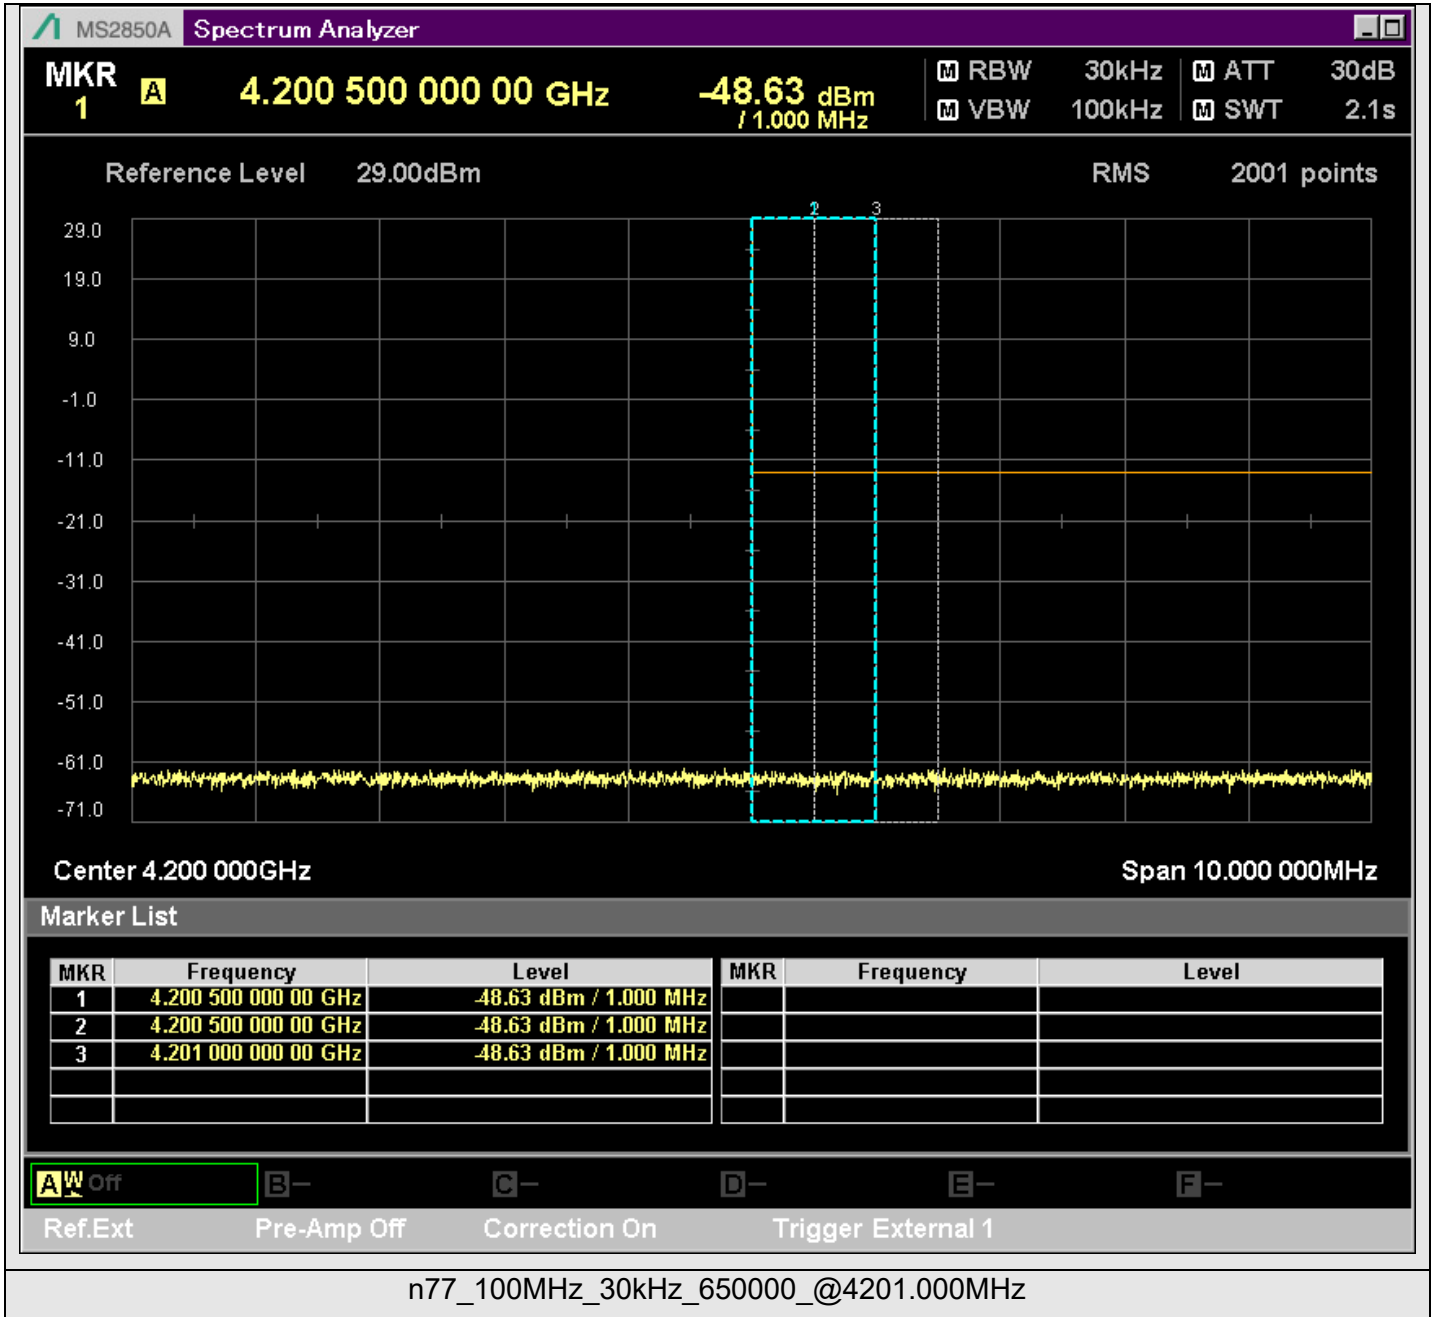 MS2850A Spectrum Analyzer
MKR 1 A 4.200 500 000 00 GHz -48.63 dBm / 1.000 MHz
M RBW 30kHz M ATT 30dB
M VBW 100kHz M SWT 2.1s
Reference Level 29.00dBm RMS 2001 points
1 2 3
29.0
19.0
9.0
-1.0
-11.0
-21.0
-31.0
-41.0
-51.0
-61.0
-71.0
Center 4.200 000GHz Span 10.000 000MHz
Marker List
MKR Frequency Level MKR Frequency Level
1 4.200 500 000 00 GHz -48.63 dBm / 1.000 MHz
2 4.200 500 000 00 GHz -48.63 dBm / 1.000 MHz
3 4.201 000 000 00 GHz -48.63 dBm / 1.000 MHz
A W Off B- C- D- E- F-
Ref.Ext Pre-Amp Off Correction On Trigger External 1
n77_100MHz_30kHz_650000_@4201.000MHz